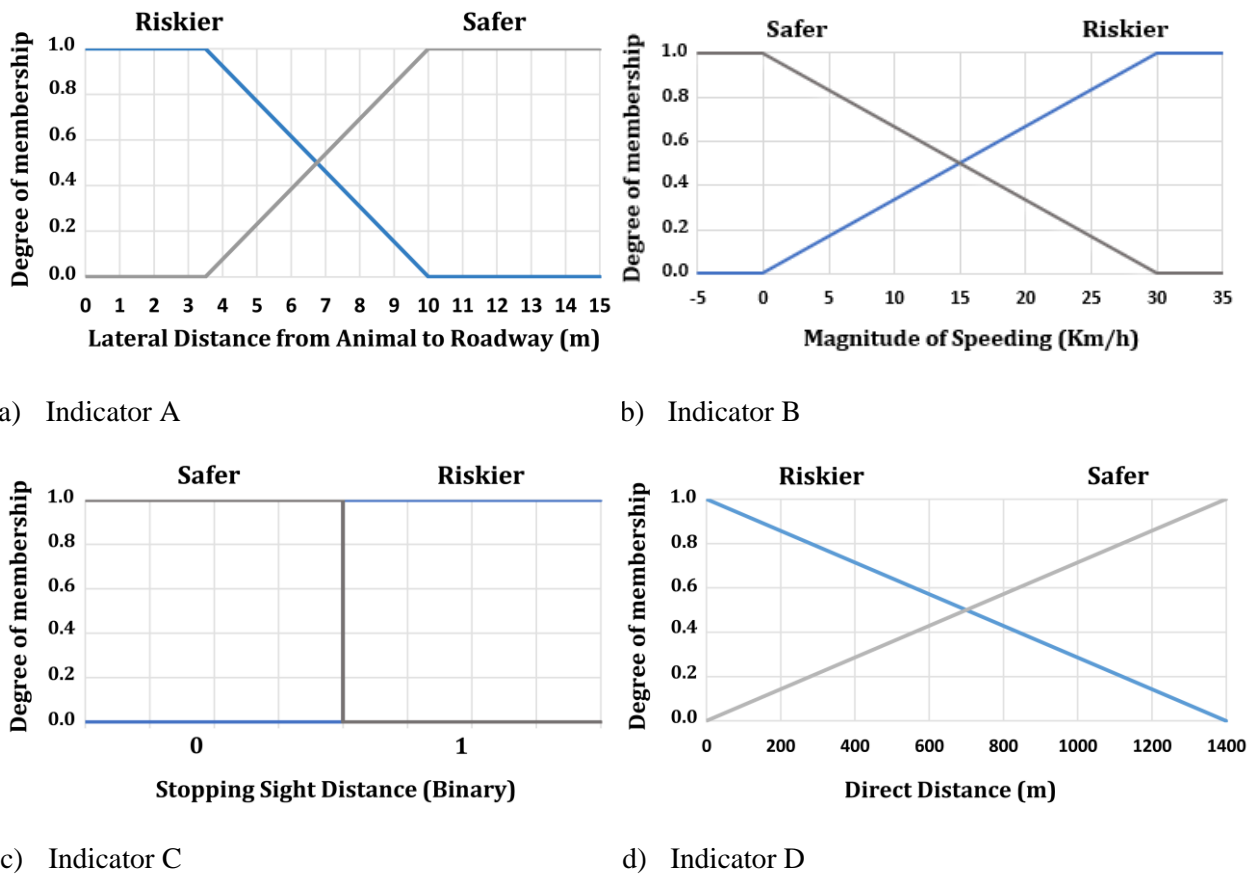 Riskier Safer
1.0
0.8
0.6
0.4
0.2
0.0
Degree of membership
0 1 2 3 4 5 6 7 8 9 10 11 12 13 14 15
Lateral Distance from Animal to Roadway (m)
a) Indicator A
Safer Riskier
1.0
0.8
0.6
0.4
0.2
0.0
Degree of membership
-5 0 5 10 15 20 25 30 35
Magnitude of Speeding (Km/h)
b) Indicator B
Safer Riskier
1.0
0.8
0.6
0.4
0.2
0.0
Degree of membership
0 1
Stopping Sight Distance (Binary)
c) Indicator C
Riskier Safer
1.0
0.8
0.6
0.4
0.2
0.0
Degree of membership
0 200 400 600 800 1000 1200 1400
Direct Distance (m)
d) Indicator D